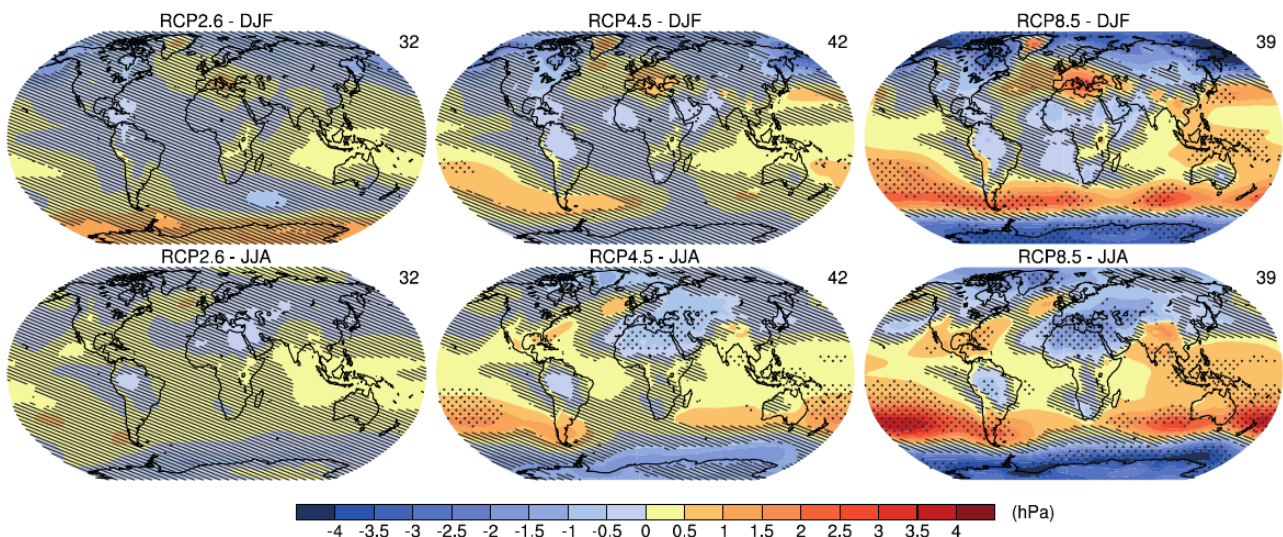 RCP2.6 - DJF
32
RCP4.5 - DJF
42
RCP8.5 - DJF
39
RCP2.6 - JJA
32
RCP4.5 - JJA
42
RCP8.5 - JJA
39
-4 -3.5 -3 -2.5 -2 -1.5 -1 -0.5 0 0.5 1 1.5 2 2.5 3 3.5 4 (hPa)